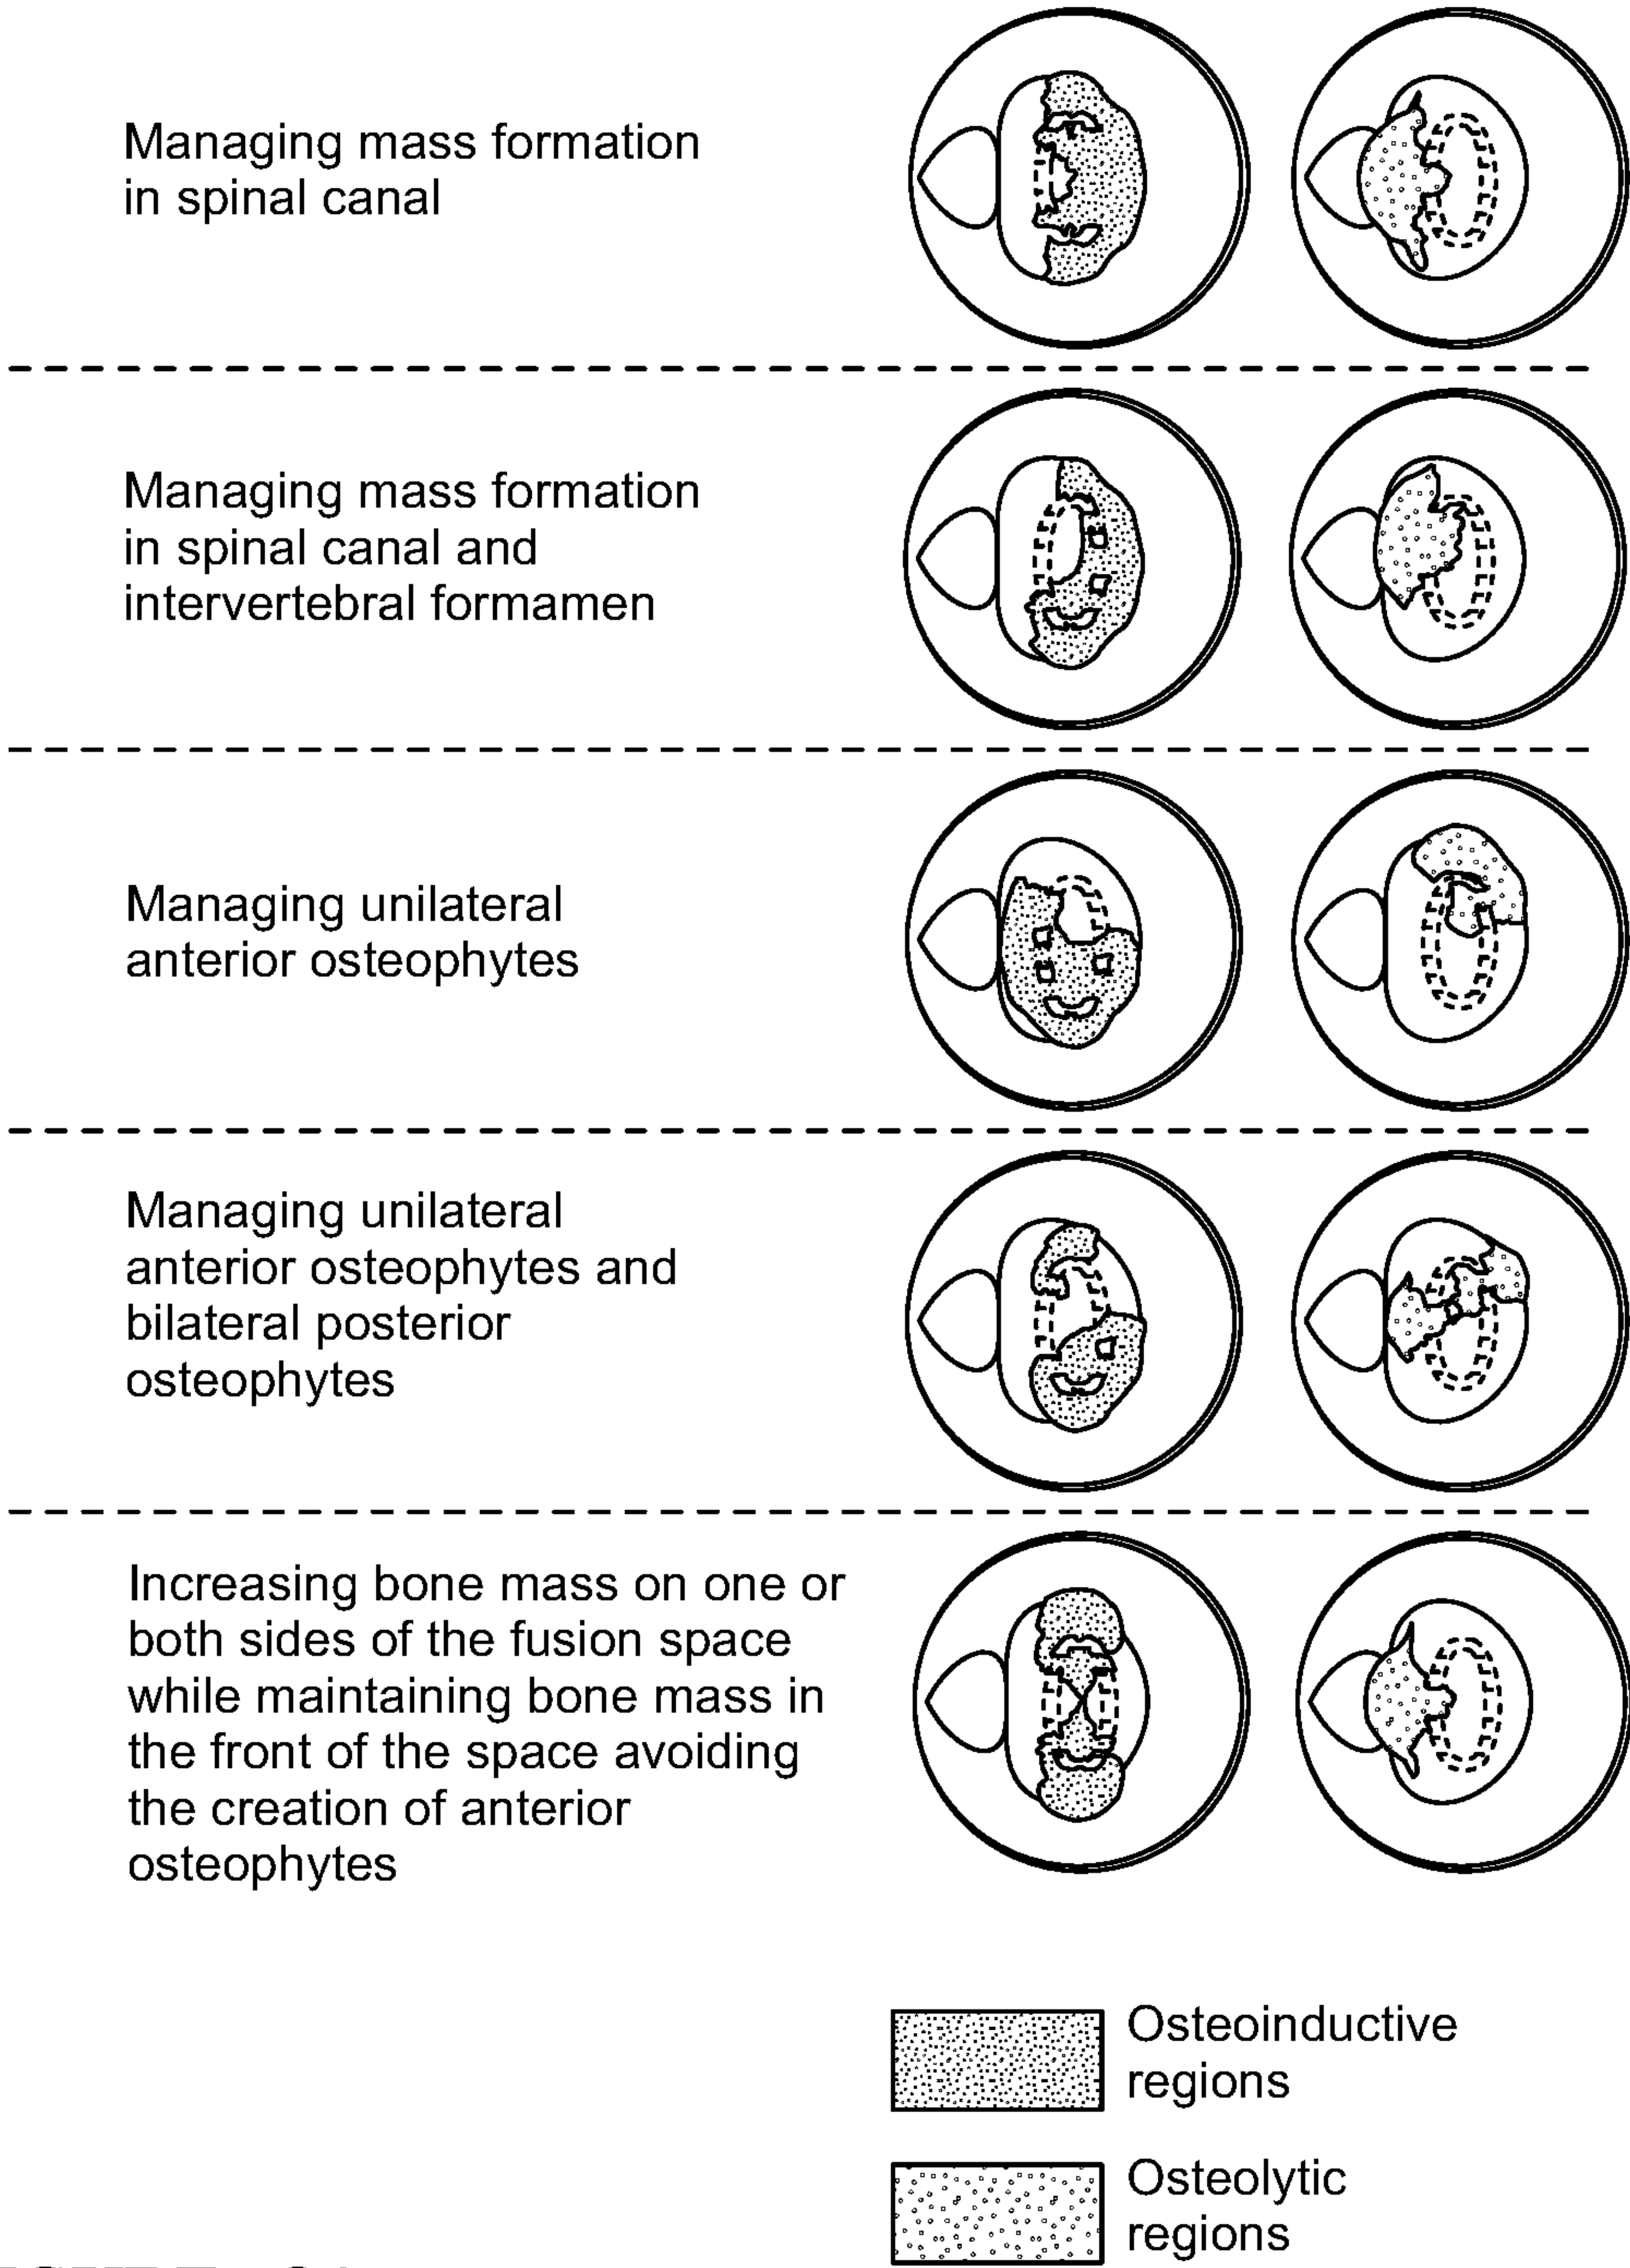 Managing mass formation
in spinal canal
Managing mass formation
in spinal canal and
intervertebral formamen
Managing unilateral
anterior osteophytes
Managing unilateral
anterior osteophytes and
bilateral posterior
osteophytes
Increasing bone mass on one or
both sides of the fusion space
while maintaining bone mass in
the front of the space avoiding
the creation of anterior
osteophytes
Osteoinductive
regions
Osteolytic
regions